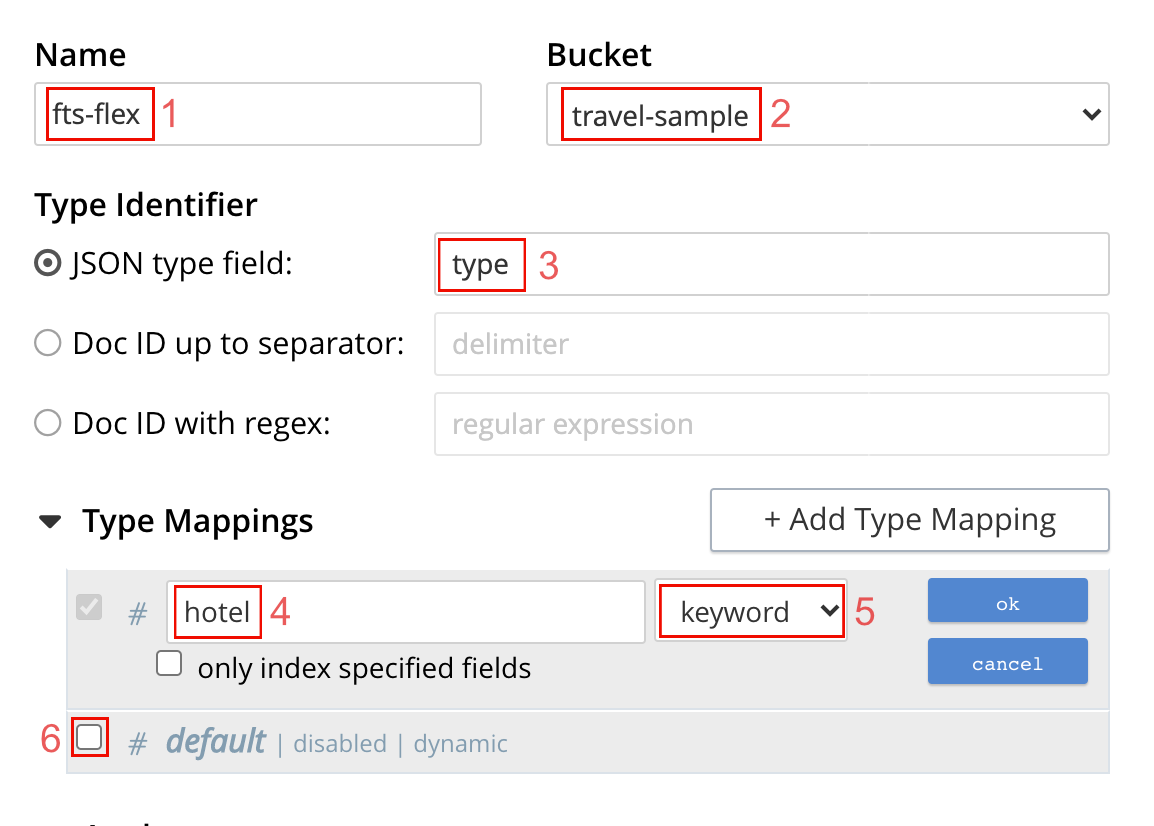 Name Bucket
fts-flex 1 travel-sample 2
Type Identifier
JSON type field: type 3
Doc ID up to separator: delimiter
Doc ID with regex: regular expression
Type Mappings + Add Type Mapping
# hotel 4 keyword 5 ok
only index specified fields cancel
6 # default | disabled | dynamic